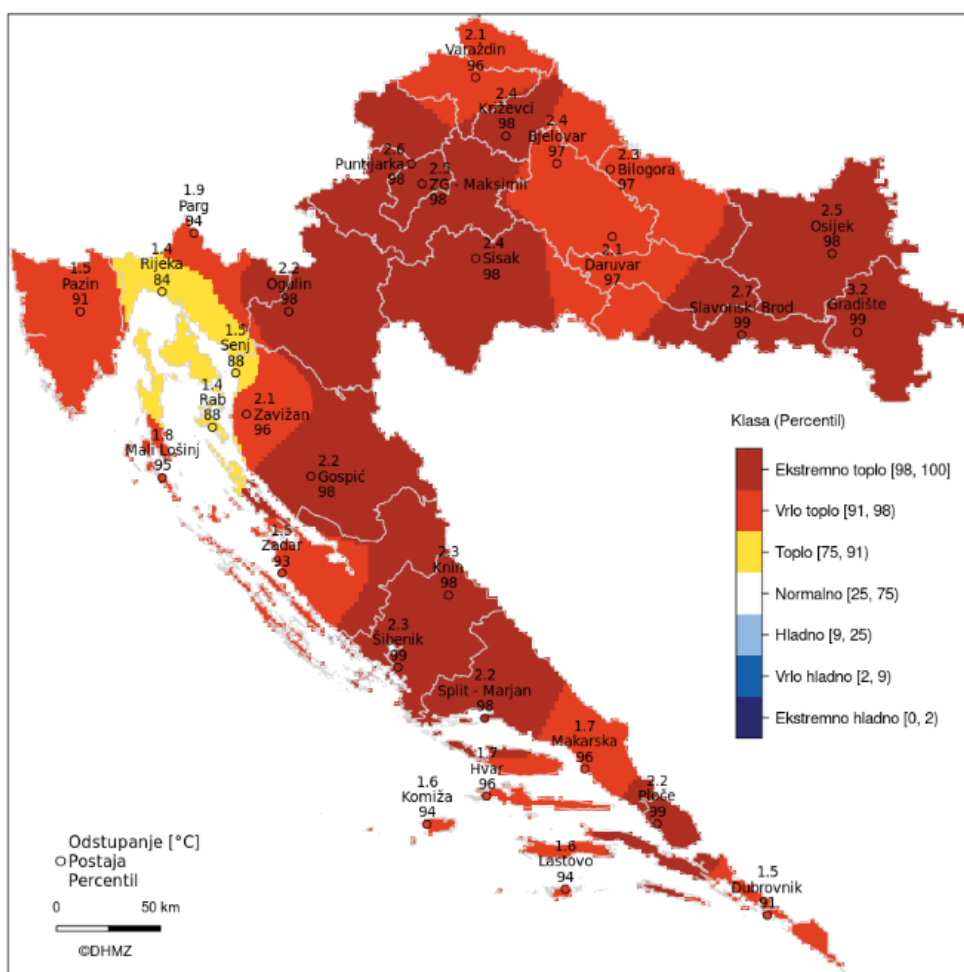 2.1
Varaždin
96
2.4
Križevci
98
2.4
Bjelovar
97
2.6
Puntijarka
98
2.5
ZG - Maksimir
98
2.3
Bilogora
97
1.9
Parg
94
2.5
Osijek
98
1.4
Rijeka
84
2.4
Sisak
98
2.1
Daruvar
97
1.5
Pazin
91
2.2
Ogulin
98
2.7
Slavonski Brod
99
3.2
Gradište
99
1.5
Senj
88
1.4
Rab
88
2.1
Zavižan
96
1.8
Mali Lošinj
95
2.2
Gospić
98
1.5
Zadar
93
2.3
Knin
98
2.3
Šibenik
99
2.2
Split - Marjan
98
1.7
Makarska
96
1.7
Hvar
96
1.6
Komiža
94
2.2
Ploče
99
1.6
Lastovo
94
1.5
Dubrovnik
91
Klasa (Percentil)
Ekstremno toplo [98, 100]
Vrlo toplo [91, 98)
Toplo [75, 91)
Normalno [25, 75)
Hladno [9, 25)
Vrlo hladno [2, 9)
Ekstremno hladno [0, 2)
Odstupanje [°C]
Postaja
Percentil
0 50 km
©DHMZ